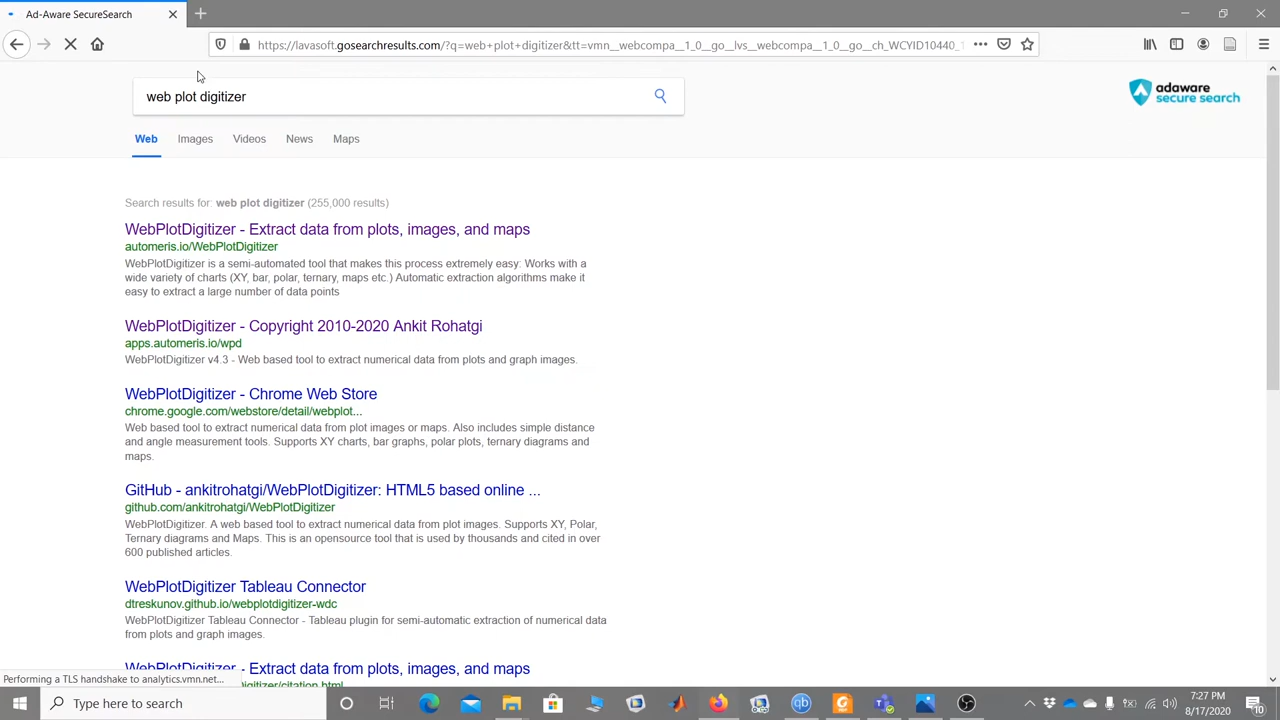 Ad-Aware SecureSearch
https://lavasoft.gosearchresults.com/?q=web+plot+digitizer&tt=vmn__webcompa__1_0__go__lvs__webcompa__1_0__go__ch_WCYID10440_
web plot digitizer
adaware
secure search
Web Images Videos News Maps
Search results for: web plot digitizer (255,000 results)
WebPlotDigitizer - Extract data from plots, images, and maps
automeris.io/WebPlotDigitizer
WebPlotDigitizer is a semi-automated tool that makes this process extremely easy: Works with a
wide variety of charts (XY, bar, polar, ternary, maps etc.) Automatic extraction algorithms make it
easy to extract a large number of data points
WebPlotDigitizer - Copyright 2010-2020 Ankit Rohatgi
apps.automeris.io/wpd
WebPlotDigitizer v4.3 - Web based tool to extract numerical data from plots and graph images.
WebPlotDigitizer - Chrome Web Store
chrome.google.com/webstore/detail/webplot...
Web based tool to extract numerical data from plot images or maps. Also includes simple distance
and angle measurement tools. Supports XY charts, bar graphs, polar plots, ternary diagrams and
maps.
GitHub - ankitrohatgi/WebPlotDigitizer: HTML5 based online ...
github.com/ankitrohatgi/WebPlotDigitizer
WebPlotDigitizer. A web based tool to extract numerical data from plot images. Supports XY, Polar,
Ternary diagrams and Maps. This is an opensource tool that is used by thousands and cited in over
600 published articles.
WebPlotDigitizer Tableau Connector
dtreskunov.github.io/webplotdigitizer-wdc
WebPlotDigitizer Tableau Connector - Tableau plugin for semi-automatic extraction of numerical data
from plots and graph images.
WebPlotDigitizer - Extract data from plots, images, and maps
Performing a TLS handshake to analytics.vmn.net...
igitizer/citation.html
Type here to search
7:27 PM
8/17/2020
10